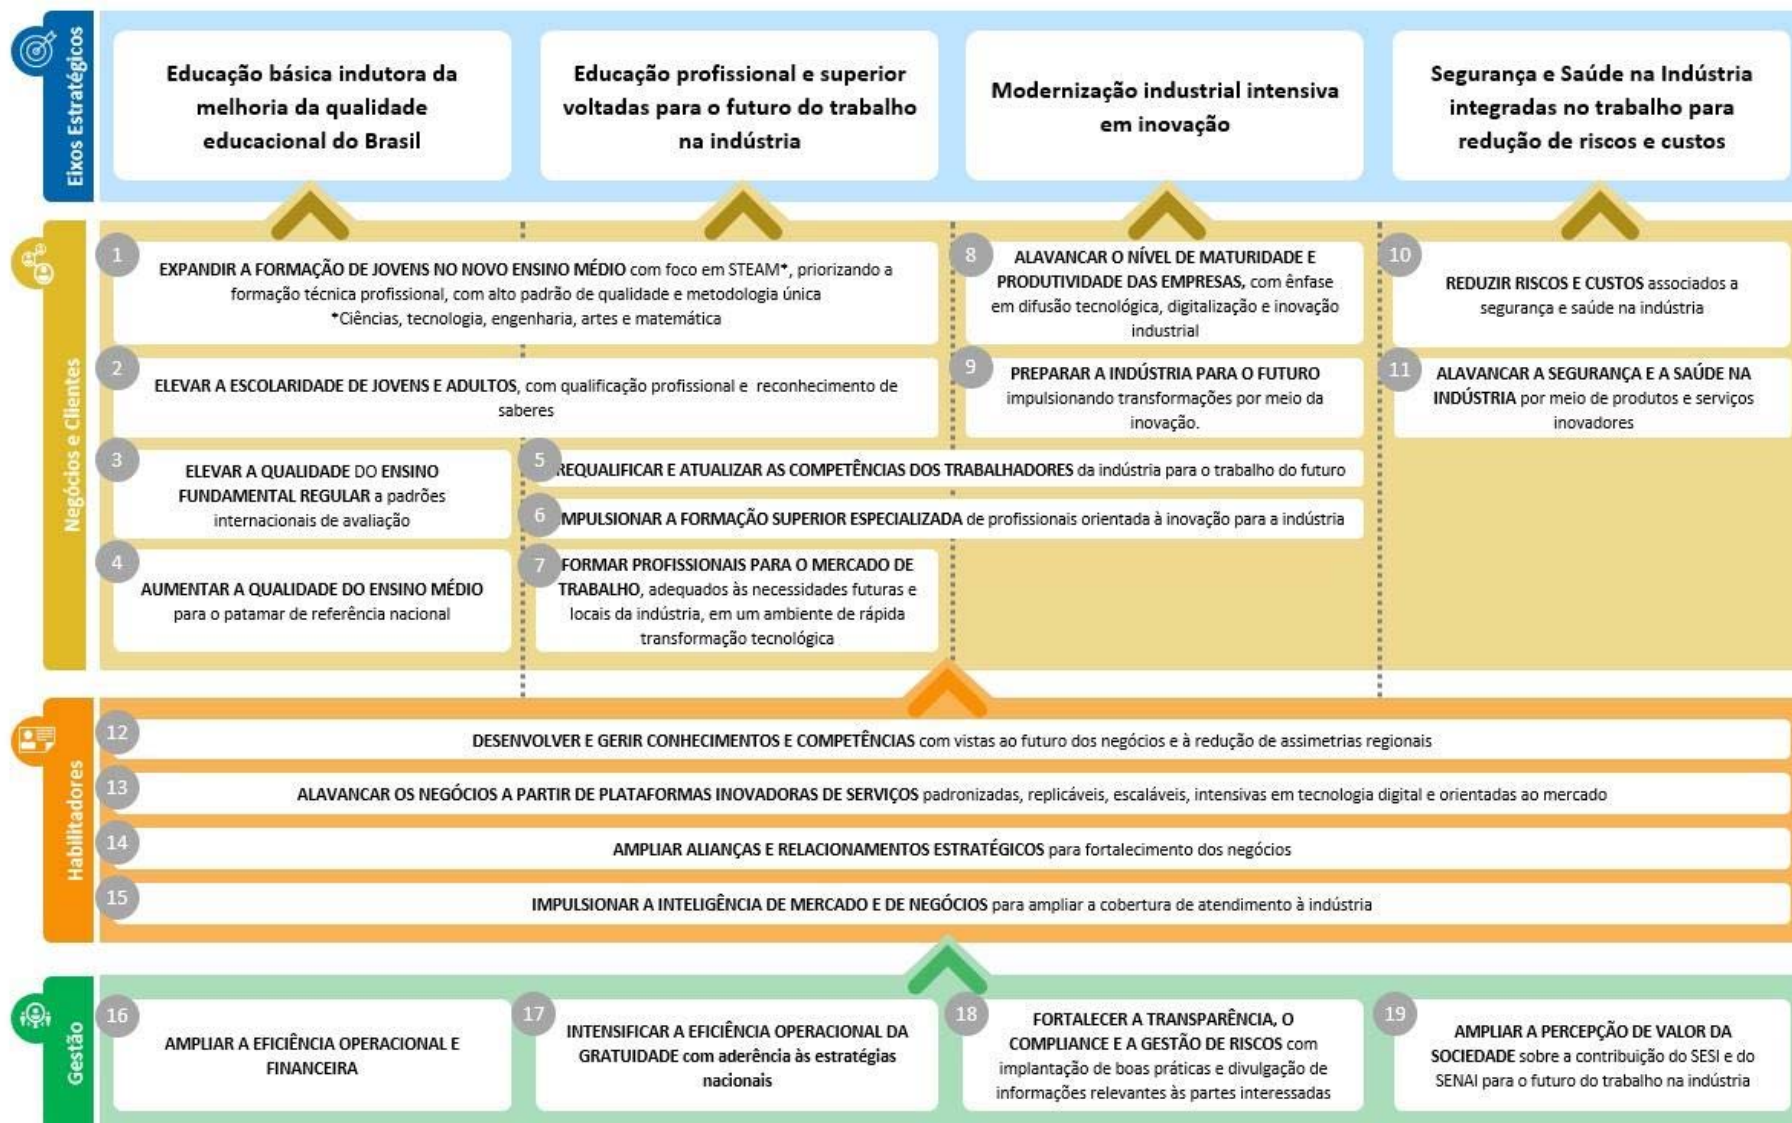 Eixos Estratégicos
Educação básica indutora da
melhoria da qualidade
educacional do Brasil
Educação profissional e superior
voltadas para o futuro do trabalho
na indústria
Modernização industrial intensiva
em inovação
Segurança e Saúde na Indústria
integradas no trabalho para
redução de riscos e custos
Negócios e Clientes
1
EXPANDIR A FORMAÇÃO DE JOVENS NO NOVO ENSINO MÉDIO com foco em STEAM*, priorizando a
formação técnica profissional, com alto padrão de qualidade e metodologia única
*Ciências, tecnologia, engenharia, artes e matemática
2
ELEVAR A ESCOLARIDADE DE JOVENS E ADULTOS, com qualificação profissional e reconhecimento de
saberes
3
ELEVAR A QUALIDADE DO ENSINO
FUNDAMENTAL REGULAR a padrões
internacionais de avaliação
4
AUMENTAR A QUALIDADE DO ENSINO MÉDIO
para o patamar de referência nacional
5
REQUALIFICAR E ATUALIZAR AS COMPETÊNCIAS DOS TRABALHADORES da indústria para o trabalho do futuro
6
IMPULSIONAR A FORMAÇÃO SUPERIOR ESPECIALIZADA de profissionais orientada à inovação para a indústria
7
FORMAR PROFISSIONAIS PARA O MERCADO DE
TRABALHO, adequados às necessidades futuras e
locais da indústria, em um ambiente de rápida
transformação tecnológica
8
ALAVANCAR O NÍVEL DE MATURIDADE E
PRODUTIVIDADE DAS EMPRESAS, com ênfase
em difusão tecnológica, digitalização e inovação
industrial
9
PREPARAR A INDÚSTRIA PARA O FUTURO
impulsionando transformações por meio da
inovação.
10
REDUZIR RISCOS E CUSTOS associados a
segurança e saúde na indústria
11
ALAVANCAR A SEGURANÇA E A SAÚDE NA
INDÚSTRIA por meio de produtos e serviços
inovadores
Habilitadores
12
DESENVOLVER E GERIR CONHECIMENTOS E COMPETÊNCIAS com vistas ao futuro dos negócios e à redução de assimetrias regionais
13
ALAVANCAR OS NEGÓCIOS A PARTIR DE PLATAFORMAS INOVADORAS DE SERVIÇOS padronizadas, replicáveis, escaláveis, intensivas em tecnologia digital e orientadas ao mercado
14
AMPLIAR ALIANÇAS E RELACIONAMENTOS ESTRATÉGICOS para fortalecimento dos negócios
15
IMPULSIONAR A INTELIGÊNCIA DE MERCADO E DE NEGÓCIOS para ampliar a cobertura de atendimento à indústria
Gestão
16
AMPLIAR A EFICIÊNCIA OPERACIONAL E
FINANCEIRA
17
INTENSIFICAR A EFICIÊNCIA OPERACIONAL DA
GRATUIDADE com aderência às estratégias
nacionais
18
FORTALECER A TRANSPARÊNCIA, O
COMPLIANCE E A GESTÃO DE RISCOS com
implantação de boas práticas e divulgação de
informações relevantes às partes interessadas
19
AMPLIAR A PERCEPÇÃO DE VALOR DA
SOCIEDADE sobre a contribuição do SESI e do
SENAI para o futuro do trabalho na indústria